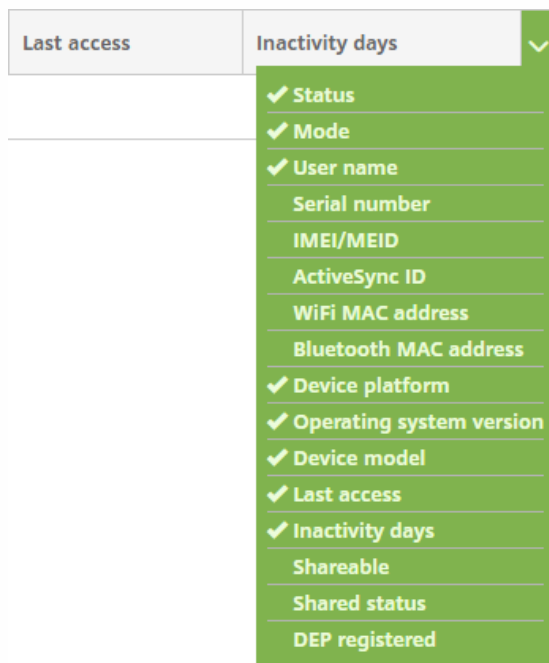 Last access
Inactivity days
Status
Mode
User name
Serial number
IMEI/MEID
ActiveSync ID
WiFi MAC address
Bluetooth MAC address
Device platform
Operating system version
Device model
Last access
Inactivity days
Shareable
Shared status
DEP registered